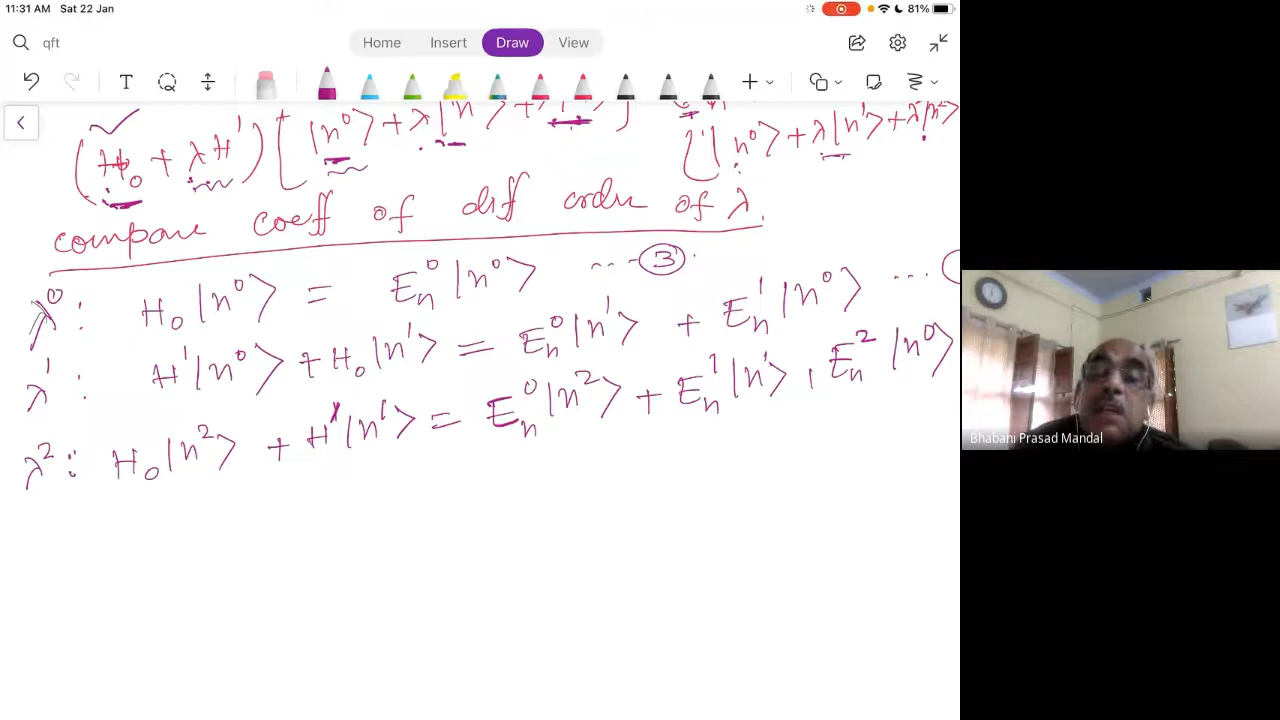 11:31 AM Sat 22 Jan
81%
qft
Home Insert Draw View
(H₀ + λH') [ |n⁰⟩ + λ|n⟩ +
{ |n⁰⟩ + λ|n¹⟩ + λ²|n²⟩
compare coeff of diff order of λ.
λ⁰ : H₀|n⁰⟩ = Eₙ⁰|n⁰⟩ ... ③
λ¹ : H'|n⁰⟩ + H₀|n¹⟩ = Eₙ⁰|n¹⟩ + Eₙ¹|n⁰⟩ ...
λ² : H₀|n²⟩ + H'|n¹⟩ = Eₙ⁰|n²⟩ + Eₙ¹|n¹⟩ , Eₙ²|n⁰⟩
Bhabani Prasad Mandal